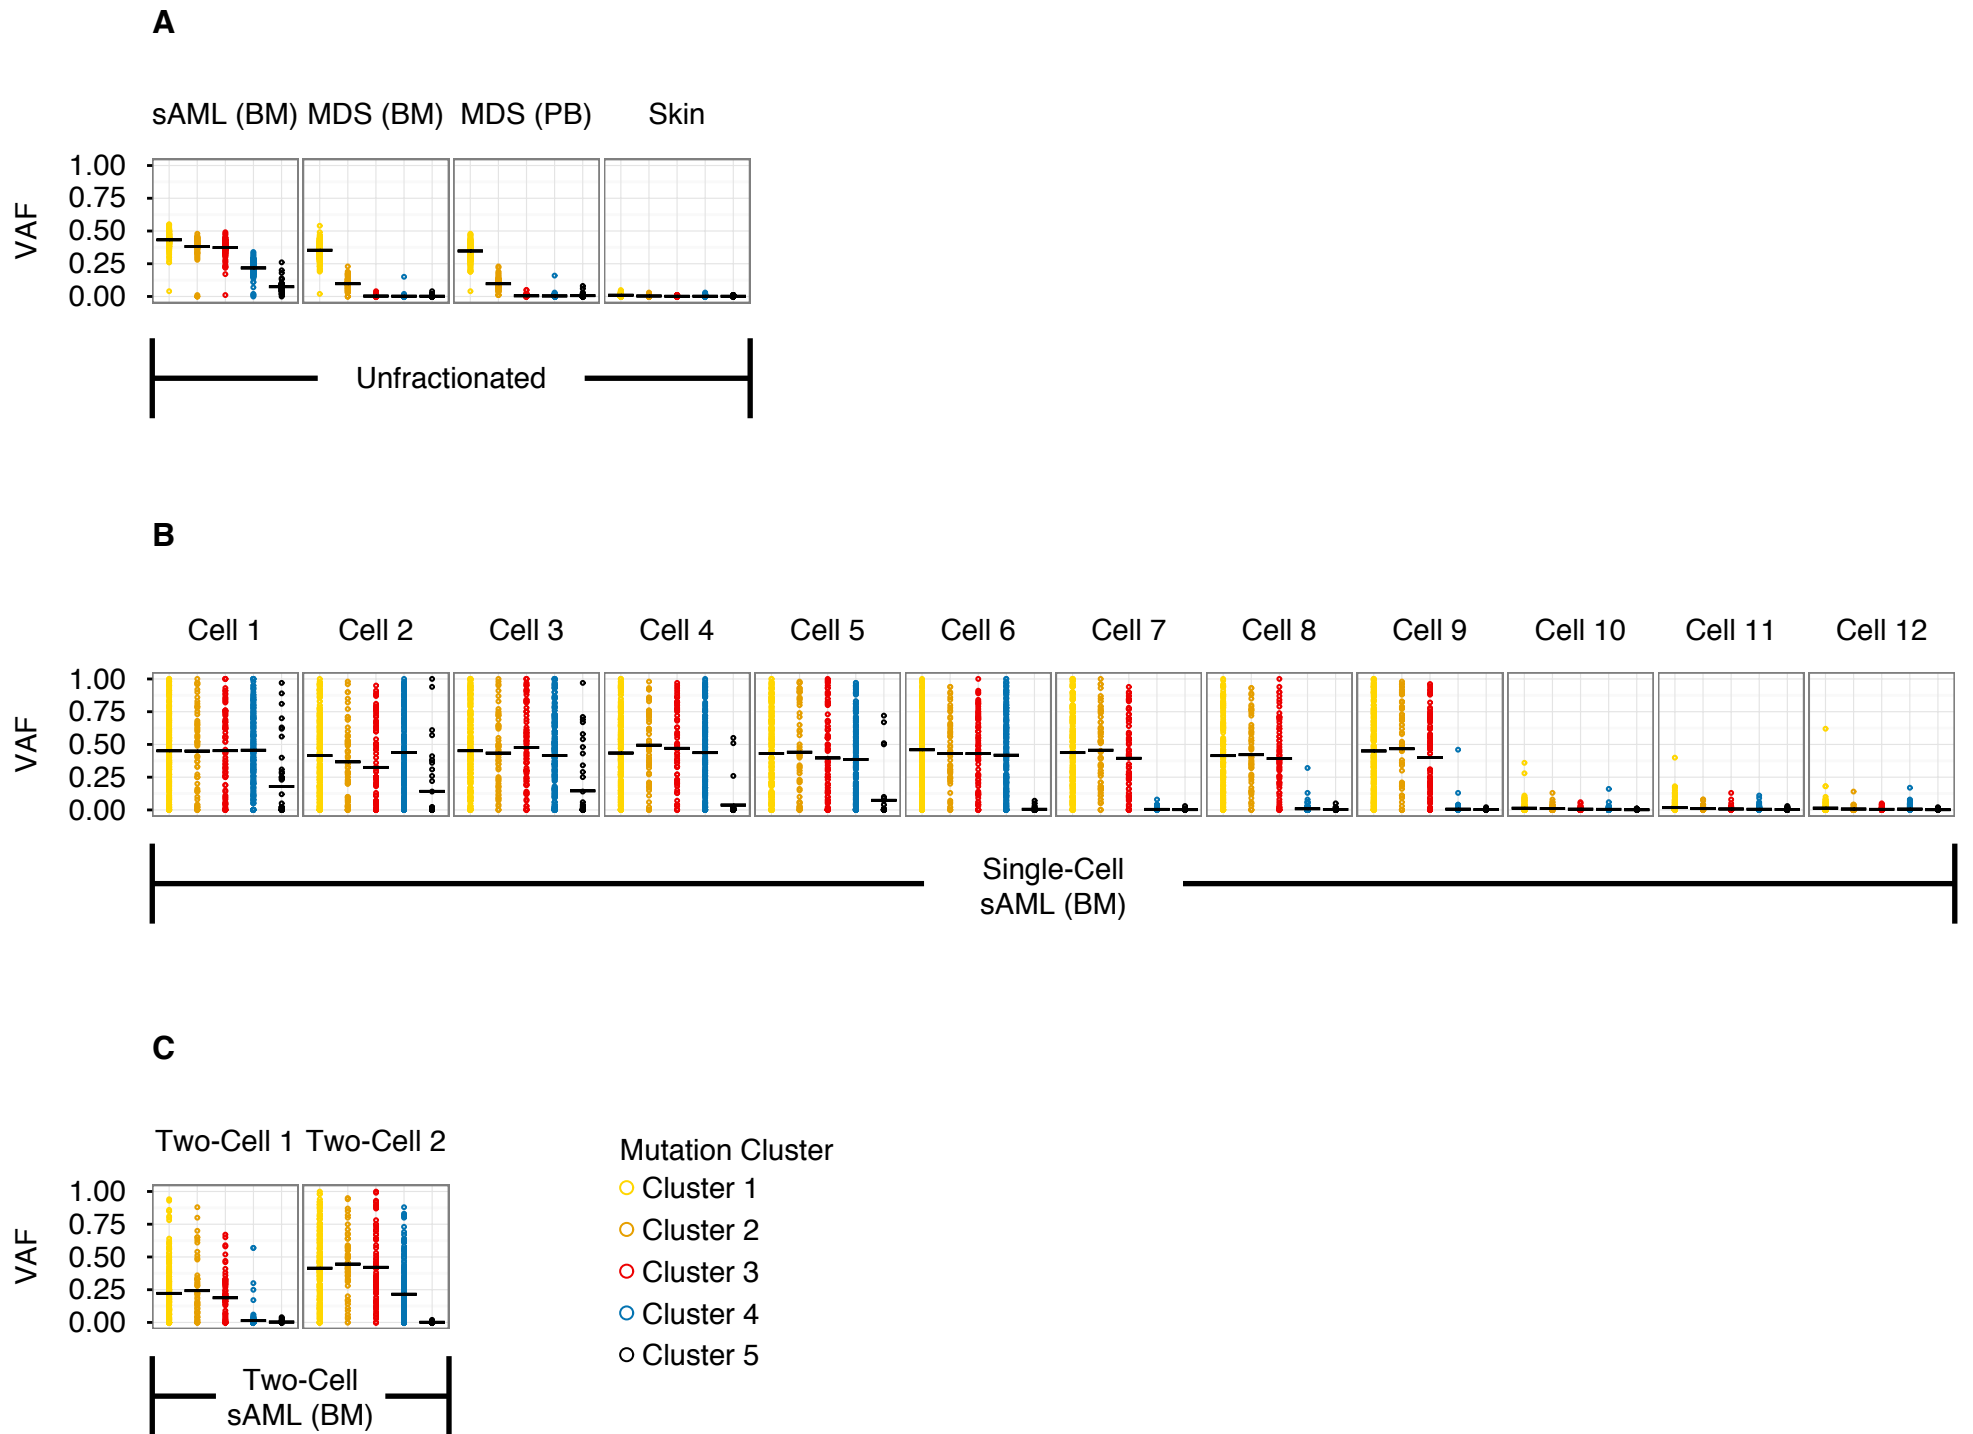 A
sAML (BM) MDS (BM) MDS (PB) Skin
VAF
1.00
0.75
0.50
0.25
0.00
Unfractionated
B
Cell 1 Cell 2 Cell 3 Cell 4 Cell 5 Cell 6 Cell 7 Cell 8 Cell 9 Cell 10 Cell 11 Cell 12
VAF
1.00
0.75
0.50
0.25
0.00
Single-Cell
sAML (BM)
C
Two-Cell 1 Two-Cell 2
VAF
1.00
0.75
0.50
0.25
0.00
Two-Cell
sAML (BM)
Mutation Cluster
Cluster 1
Cluster 2
Cluster 3
Cluster 4
Cluster 5